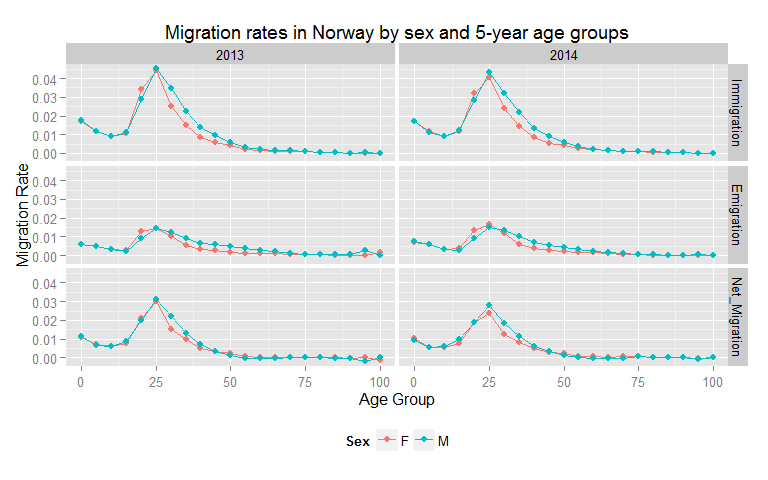 Migration rates in Norway by sex and 5-year age groups
2013
2014
Migration Rate
0.04
0.03
0.02
0.01
0.00
Immigration
0.04
0.03
0.02
0.01
0.00
Emigration
0.04
0.03
0.02
0.01
0.00
Net_Migration
0 25 50 75 100
0 25 50 75 100
Age Group
Sex F M